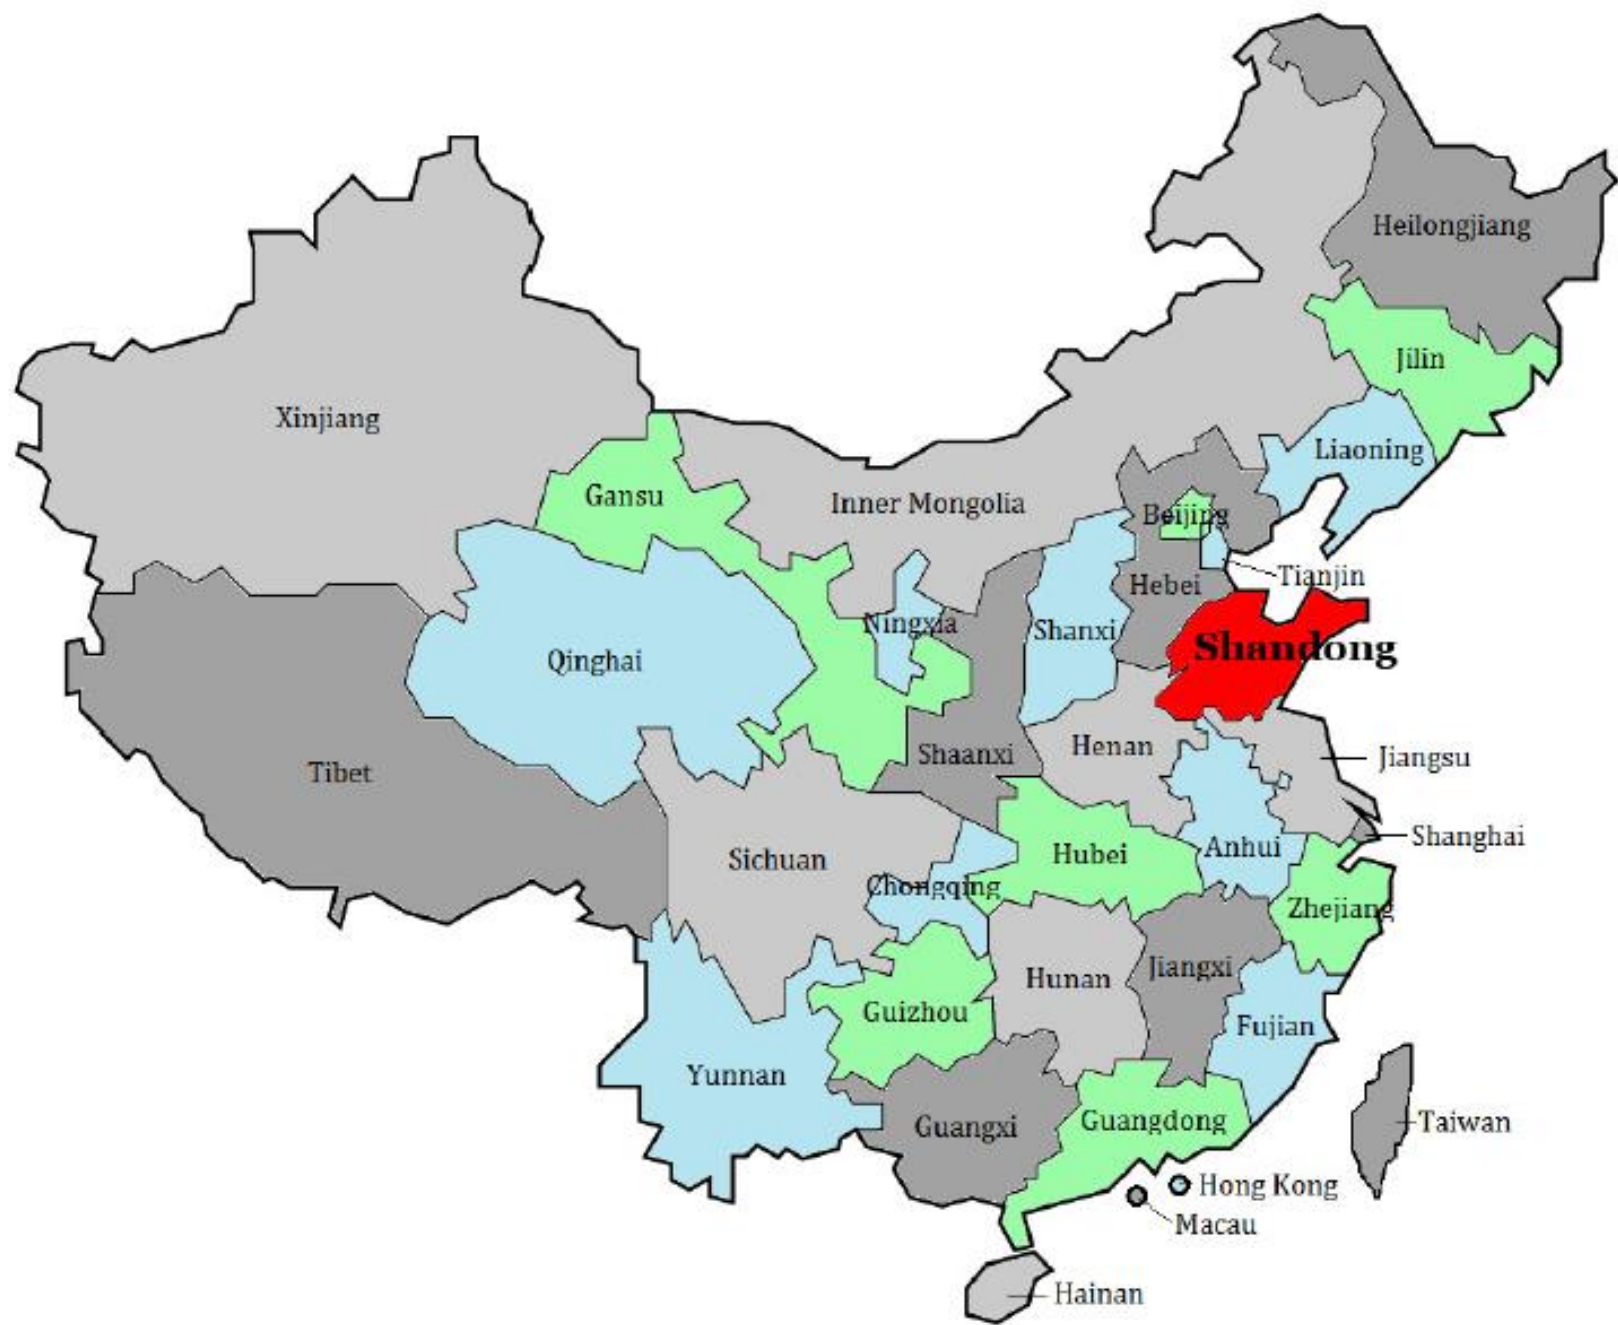 Heilongjiang
Jilin
Xinjiang
Liaoning
Gansu
Inner Mongolia
Beijing
Tianjin
Hebei
Ningxia
Shanxi
Shandong
Qinghai
Henan
Shaanxi
Jiangsu
Tibet
Shanghai
Anhui
Hubei
Sichuan
Chongqing
Zhejiang
Jiangxi
Hunan
Guizhou
Fujian
Yunnan
Guangdong
Taiwan
Guangxi
Hong Kong
Macau
Hainan